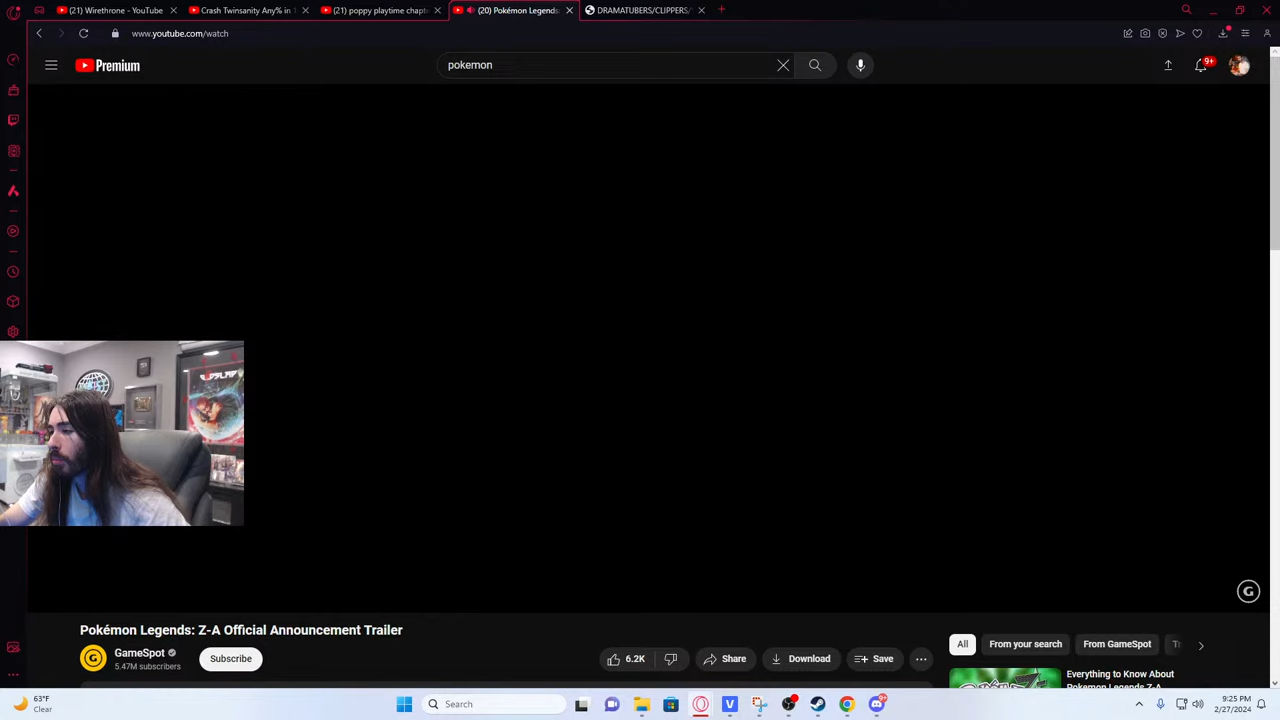 (21) Wirethrone - YouTube
Crash Twinsanity Any% in 1
(21) poppy playtime chapt
(20) Pokémon Legends:
DRAMATUBERS/CLIPPERS/
www.youtube.com/watch
Premium
pokemon
9+
G
Pokémon Legends: Z-A Official Announcement Trailer
G
GameSpot
5.47M subscribers
Subscribe
6.2K
Share
Download
Save
All
From your search
From GameSpot
Everything to Know About
Pokemon Legends Z-A
63°F
Clear
Search
9+
9:25 PM
2/27/2024